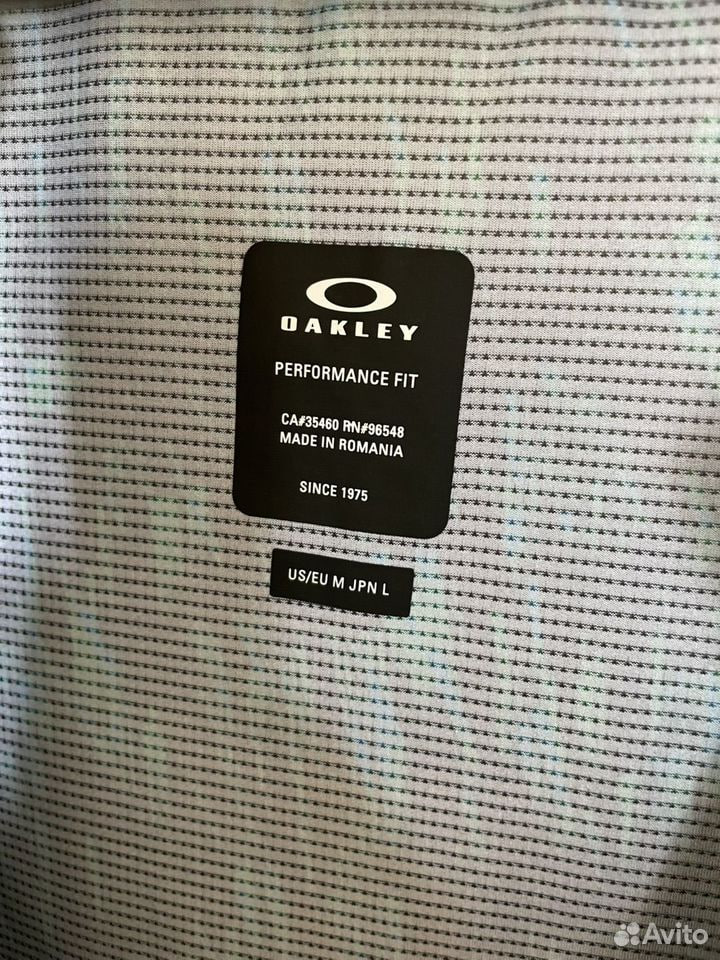 OAKLEY
PERFORMANCE FIT
CA#35460 RN#96548
MADE IN ROMANIA
SINCE 1975
US/EU M JPN L
Avito